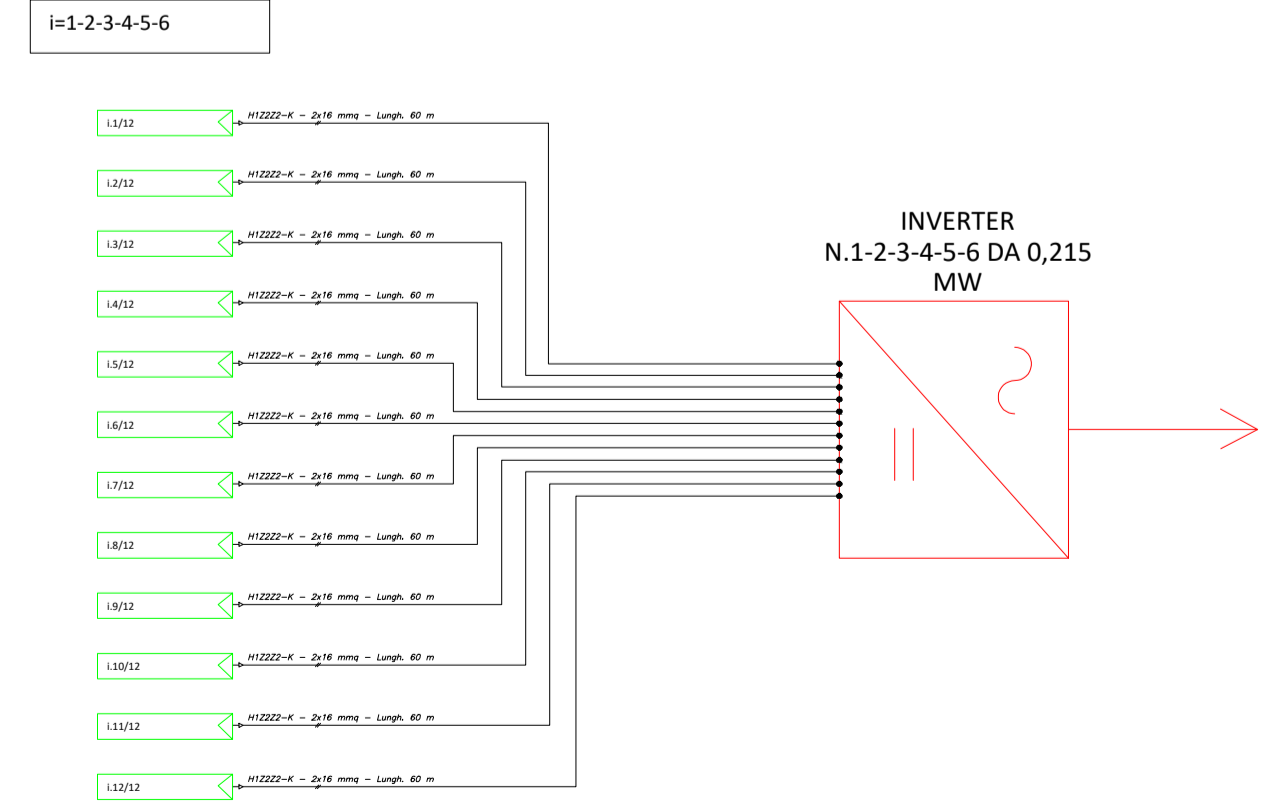 i=1-2-3-4-5-6
i.1/12 H1Z2Z2-K - 2x16 mmq - Lungh. 60 m
i.2/12 H1Z2Z2-K - 2x16 mmq - Lungh. 60 m
i.3/12 H1Z2Z2-K - 2x16 mmq - Lungh. 60 m
INVERTER
N.1-2-3-4-5-6 DA 0,215
MW
i.4/12 H1Z2Z2-K - 2x16 mmq - Lungh. 60 m
i.5/12 H1Z2Z2-K - 2x16 mmq - Lungh. 60 m
i.6/12 H1Z2Z2-K - 2x16 mmq - Lungh. 60 m
i.7/12 H1Z2Z2-K - 2x16 mmq - Lungh. 60 m
i.8/12 H1Z2Z2-K - 2x16 mmq - Lungh. 60 m
i.9/12 H1Z2Z2-K - 2x16 mmq - Lungh. 60 m
i.10/12 H1Z2Z2-K - 2x16 mmq - Lungh. 60 m
i.11/12 H1Z2Z2-K - 2x16 mmq - Lungh. 60 m
i.12/12 H1Z2Z2-K - 2x16 mmq - Lungh. 60 m